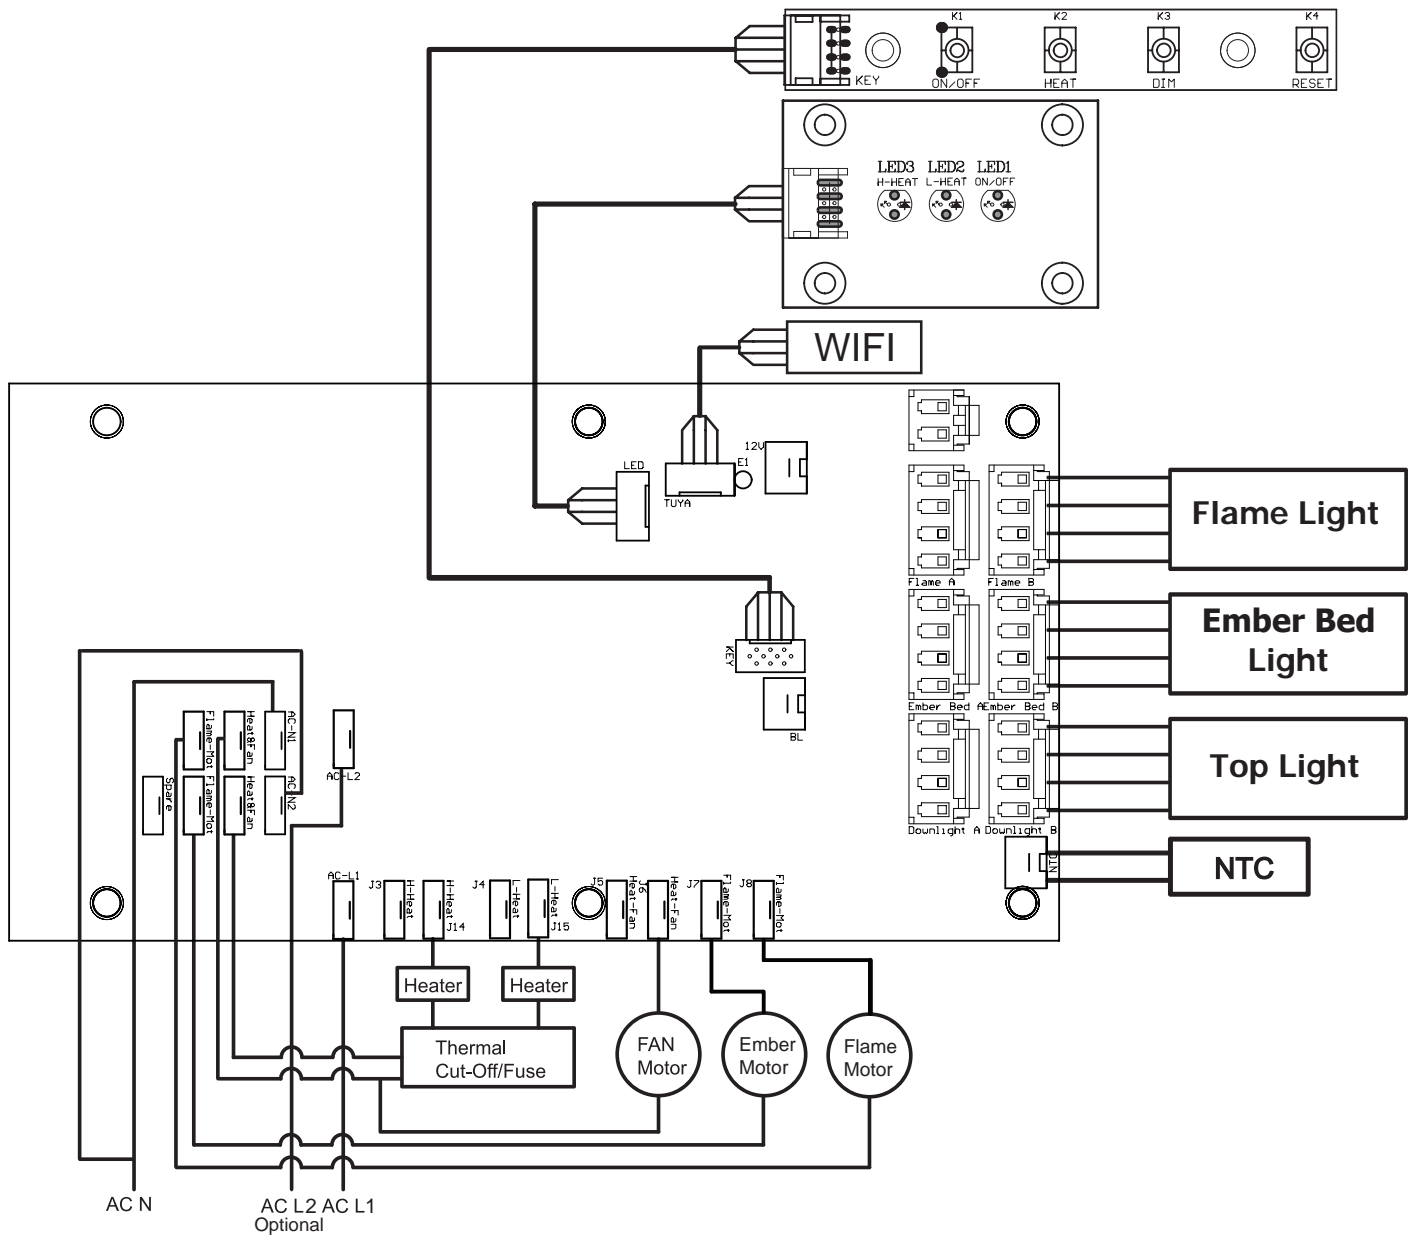 K1
K2
K3
K4
KEY
ON/OFF
HEAT
DIM
RESET
LED3
LED2
LED1
H-HEAT
L-HEAT
ON/OFF
WIFI
12V
LED
E1
TUYA
Flame A
Flame B
Flame Light
KEY
Ember Bed A
Ember Bed B
Ember Bed
Light
BL
Flame-Mot
Heat&Fan
AC-N1
AC-L2
Spare
Flame-Mot
Heat&Fan
AC-N2
Top Light
Downlight A
Downlight B
NTC
NTC
AC-L1
J3
H-Heat
H-Heat
J14
J4
L-Heat
L-Heat
J15
J5
Heat-Fan
J6
Heat-Fan
J7
Flame-Mot
J8
Flame-Mot
Heater
Heater
Thermal
Cut-Off/Fuse
FAN
Motor
Ember
Motor
Flame
Motor
AC N
AC L2
Optional
AC L1